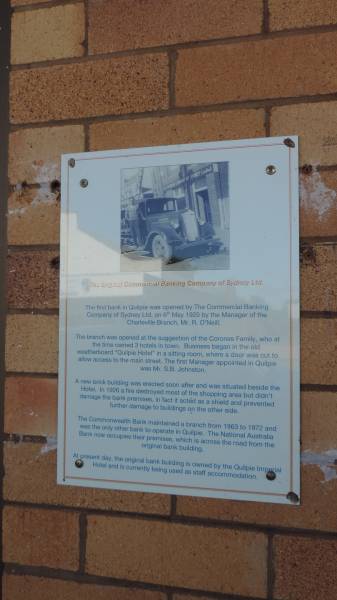 The Original Commercial Banking Company of Sydney Ltd.
The first bank in Quilpie was opened by The Commercial Banking
Company of Sydney Ltd. on 6th May 1925 by the Manager of the
Charleville Branch, Mr. R. O'Neill.
The branch was opened at the suggestion of the Corones Family, who at
the time owned 3 hotels in town. Business began in the old
weatherboard "Quilpie Hotel" in a sitting room, where a door was cut to
allow access to the main street. The first Manager appointed in Quilpie
was Mr. S.B. Johnston.
A new brick building was erected soon after and was situated beside the
Hotel. In 1926 a fire destroyed most of the shopping area but didn't
damage the bank premises, in fact it acted as a shield and prevented
further damage to buildings on the other side.
The Commonwealth Bank maintained a branch from 1963 to 1972 and
was the only other bank to operate in Quilpie. The National Australia
Bank now occupies their premises, which is across the road from the
original bank building.
At present day, the original bank building is owned by the Quilpie Imperial
Hotel and is currently being used as staff accommodation.